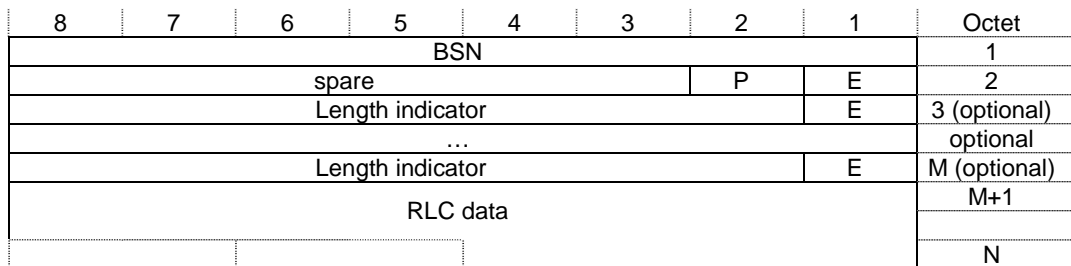 8 7 6 5 4 3 2 1 Octet
BSN 1
spare P E 2
Length indicator E 3 (optional)
… optional
Length indicator E M (optional)
RLC data M+1
N